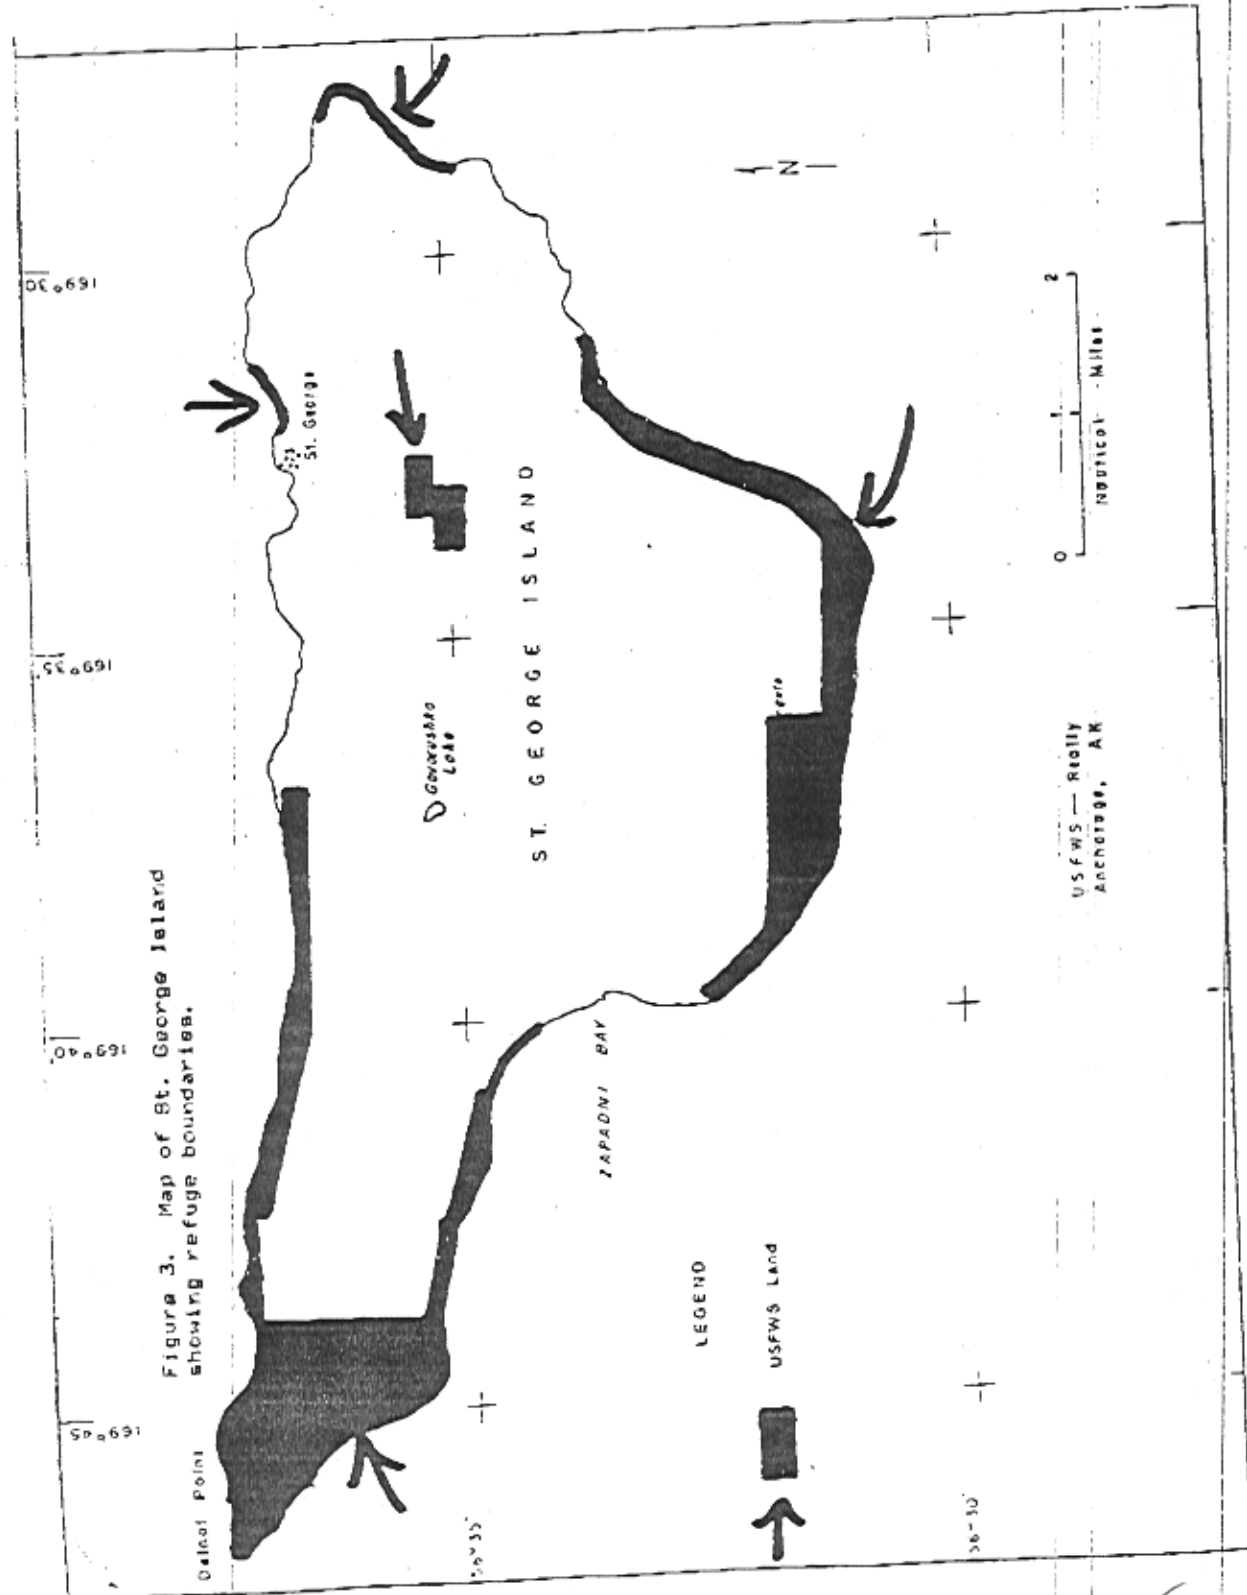 Figure 3. Map of St. George Island
showing refuge boundaries.
169°45'
169°40'
169°35'
169°30'
Dalnoi Point
St. George
Lake
ST. GEORGE ISLAND
ZAPADNI BAY
56°35'
56°30'
N
LEGEND
USFWS Land
USFWS — Realty
Anchorage, AK
0 1 2
Nautical Miles